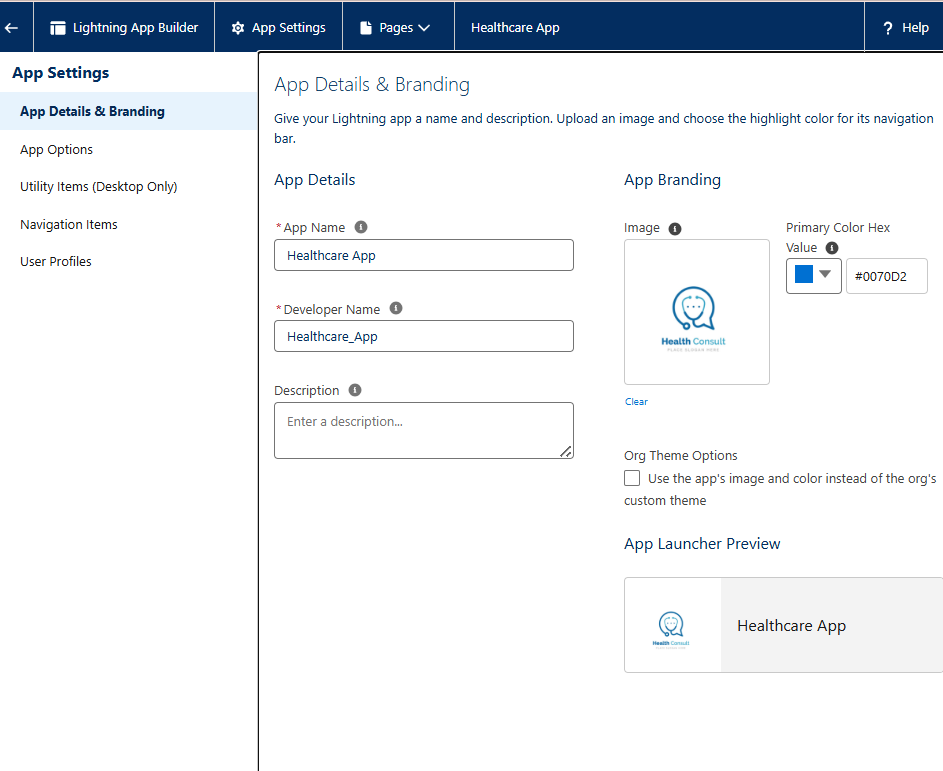 Lightning App Builder
App Settings
Pages
Healthcare App
? Help
App Settings
App Details & Branding
App Options
Utility Items (Desktop Only)
Navigation Items
User Profiles
App Details & Branding
Give your Lightning app a name and description. Upload an image and choose the highlight color for its navigation
bar.
App Details
*App Name
Healthcare App
*Developer Name
Healthcare_App
Description
Enter a description...
App Branding
Image
Health Consult
PLACE SLOGAN HERE
Clear
Primary Color Hex
Value
#0070D2
Org Theme Options
Use the app's image and color instead of the org's
custom theme
App Launcher Preview
Health Consult
Healthcare App